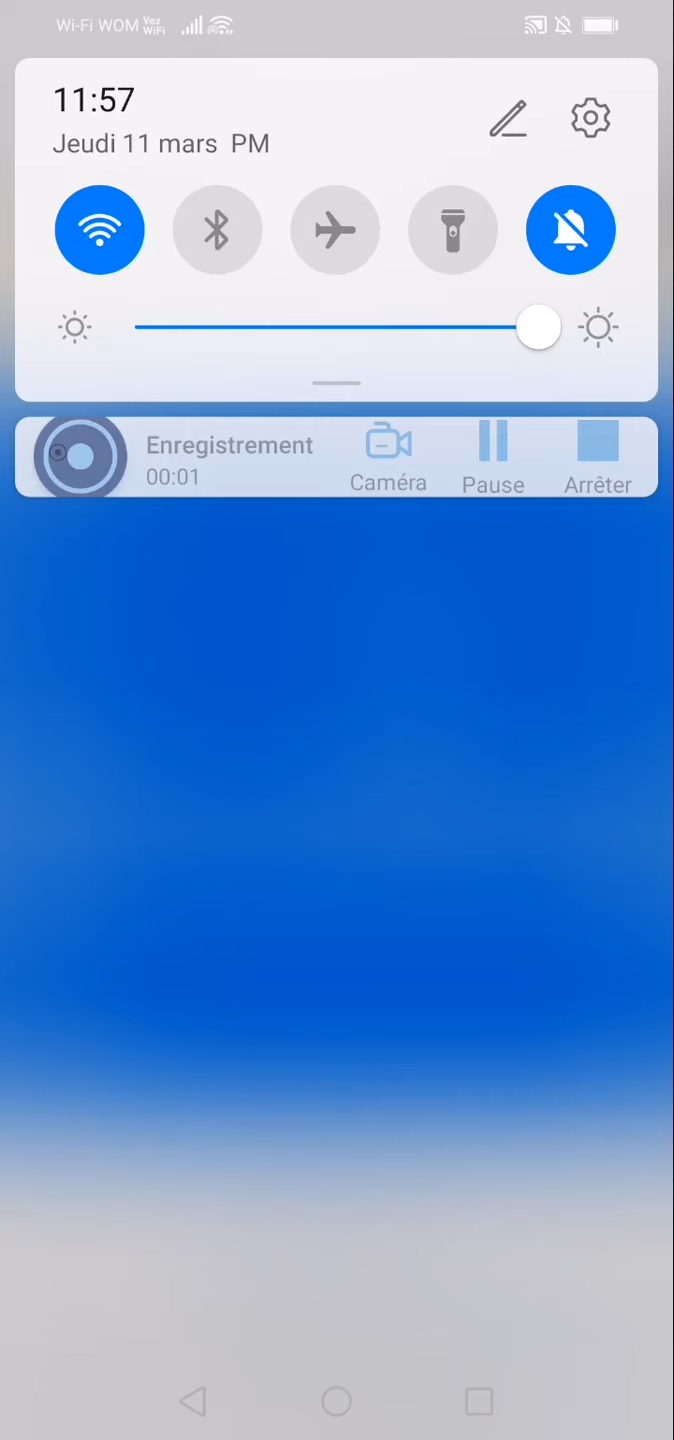 Wi-Fi WOM Voz WiFi
11:57
Jeudi 11 mars PM
Enregistrement
00:01
Caméra
Pause
Arrêter